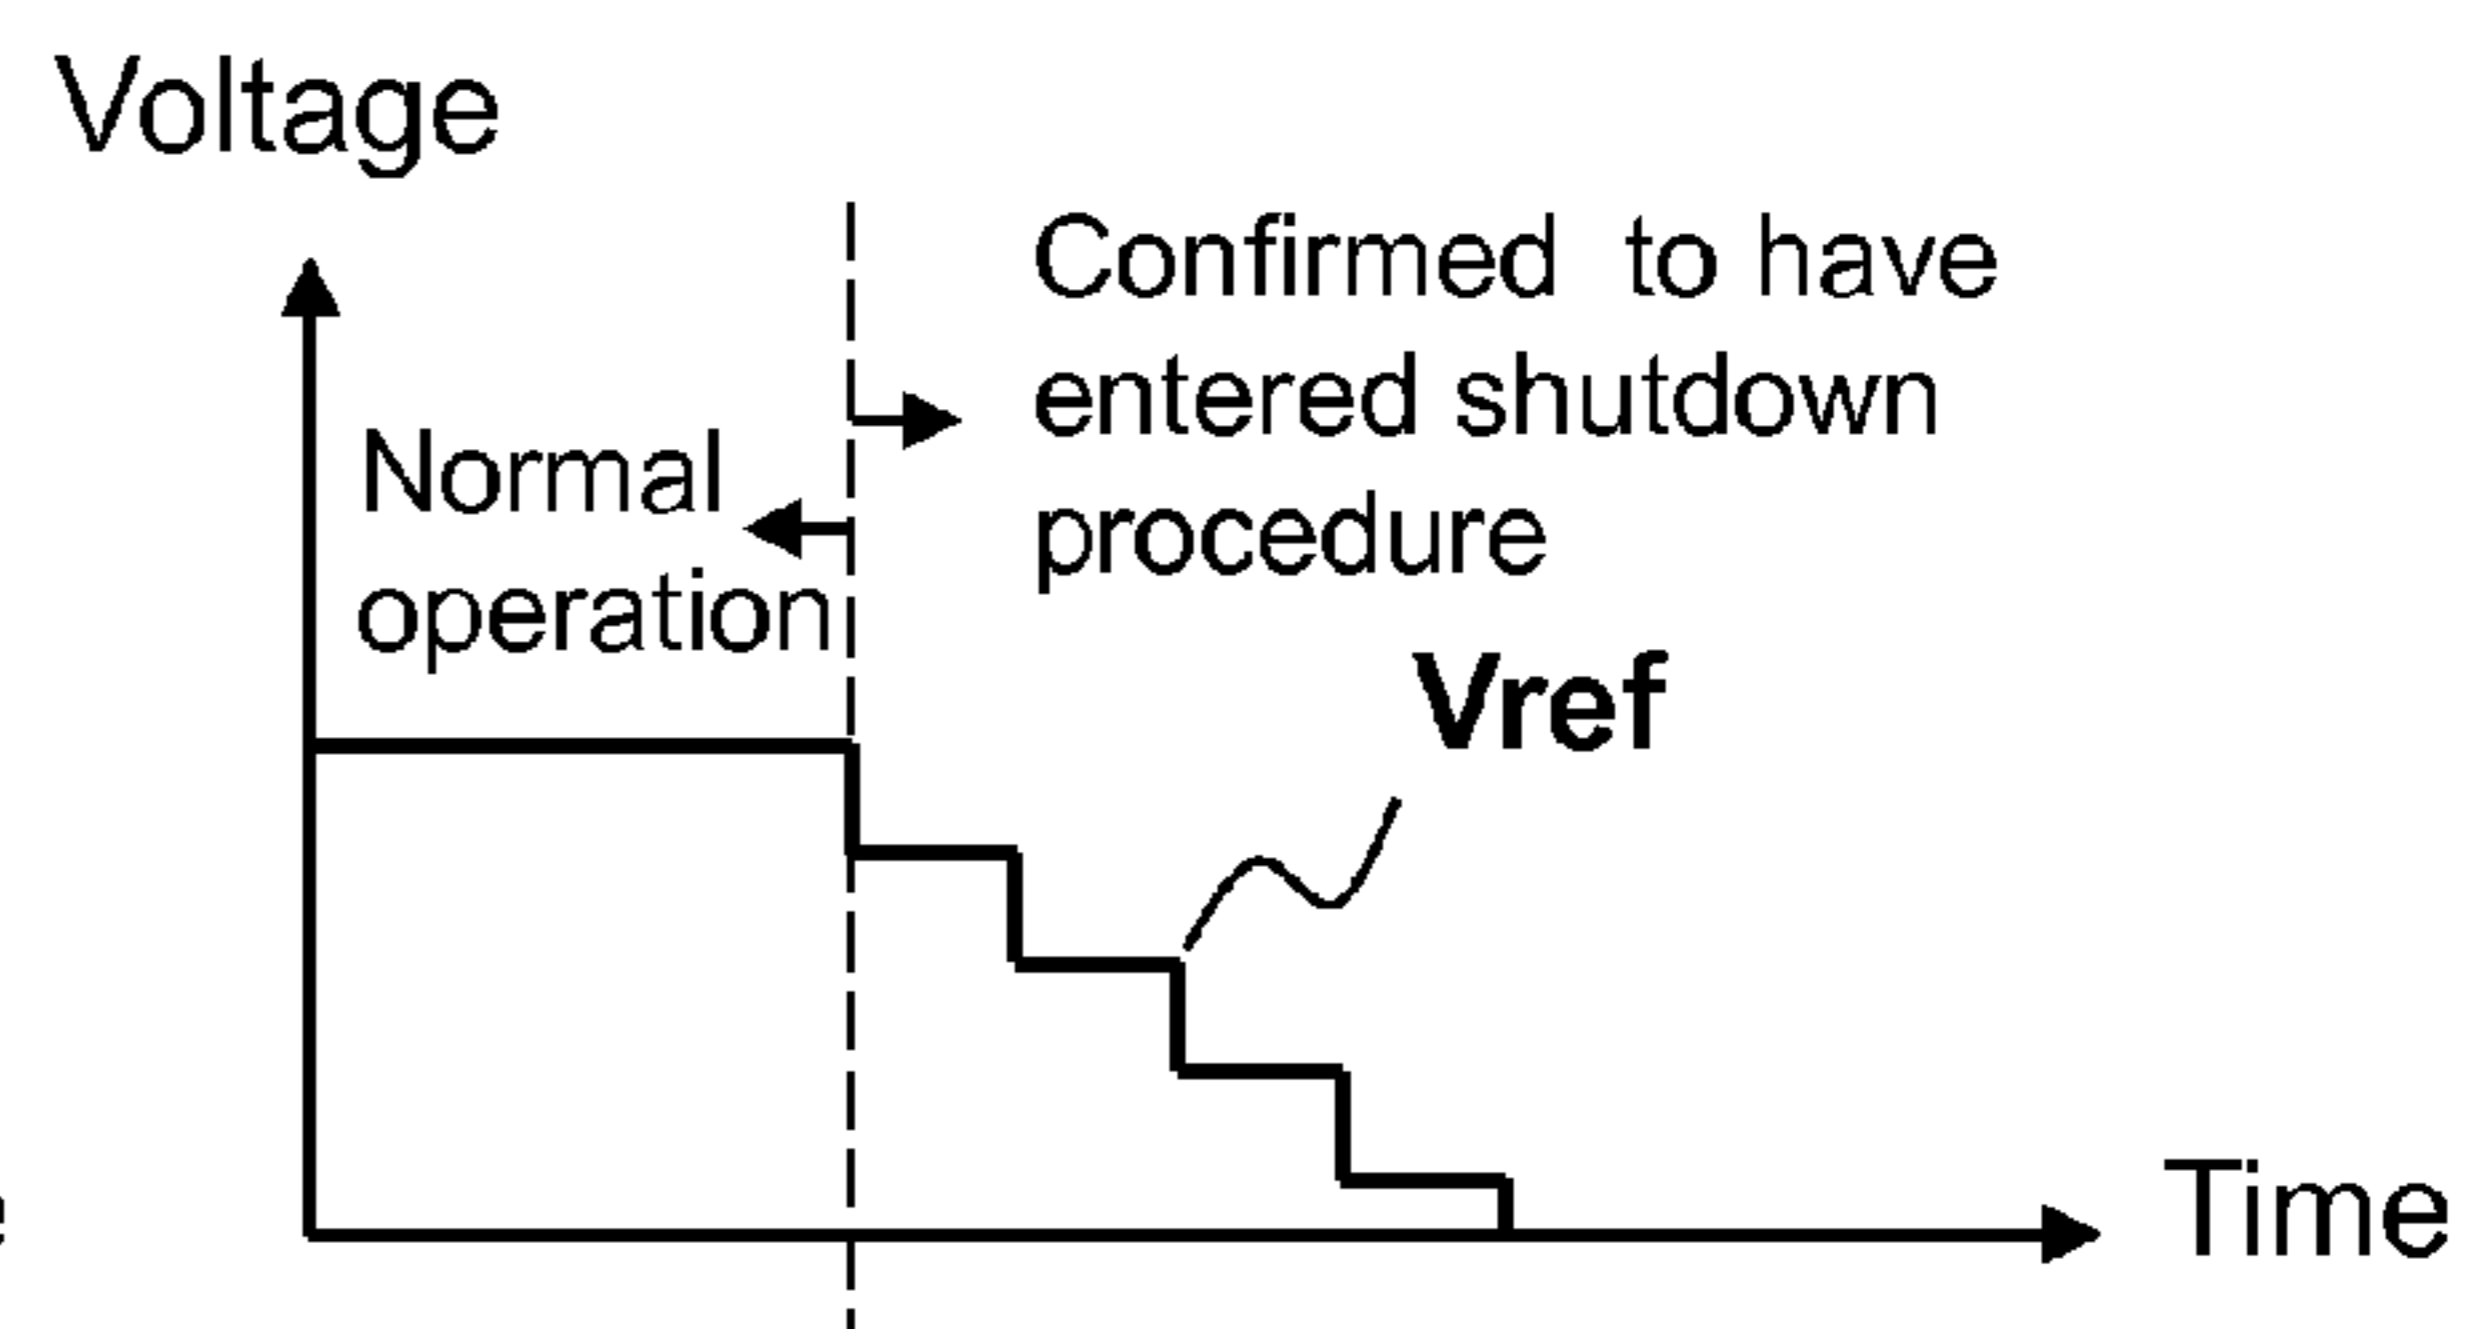 Voltage
Confirmed to have
entered shutdown
procedure
Normal
operation
Vref
Time